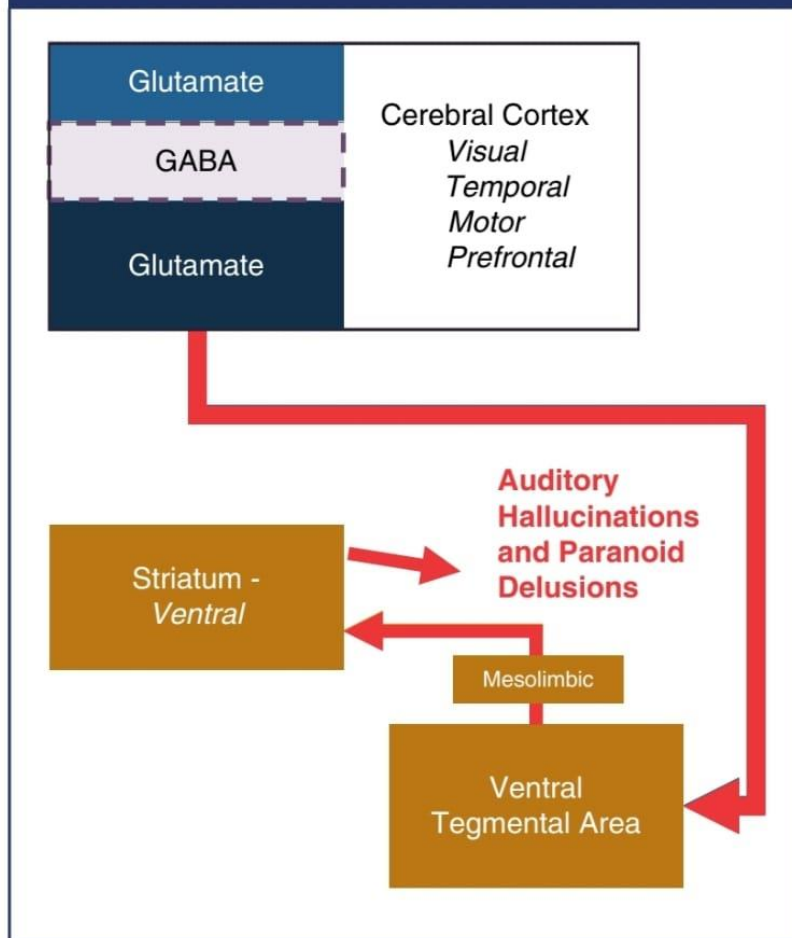 Glutamate
GABA
Glutamate
Cerebral Cortex
Visual
Temporal
Motor
Prefrontal
Auditory
Hallucinations
and Paranoid
Delusions
Striatum -
Ventral
Mesolimbic
Ventral
Tegmental Area